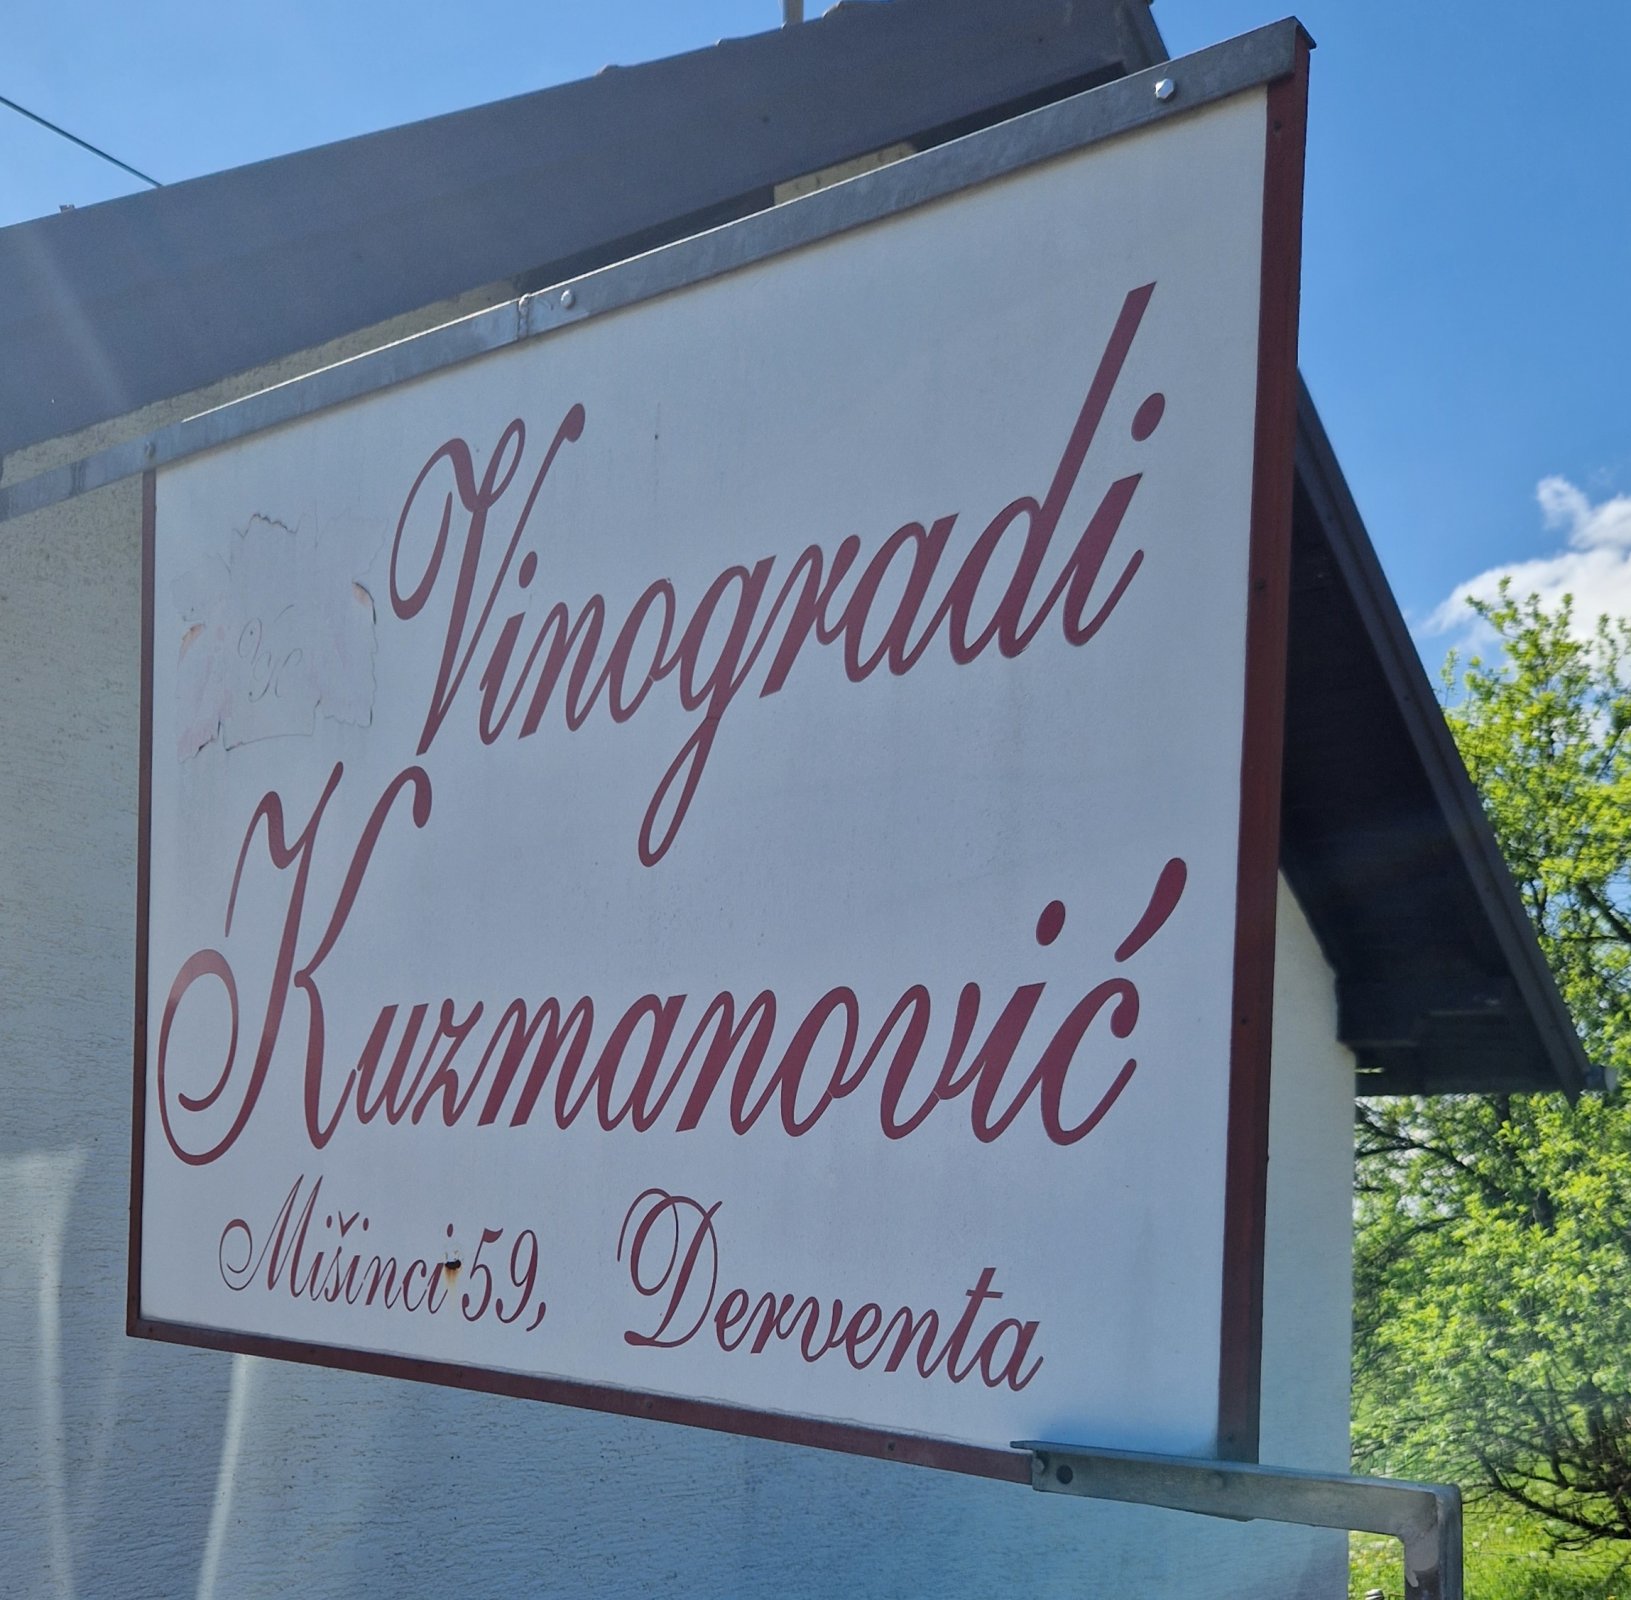 Vinogradi
Kuzmanović
Mišinci 59, Derventa